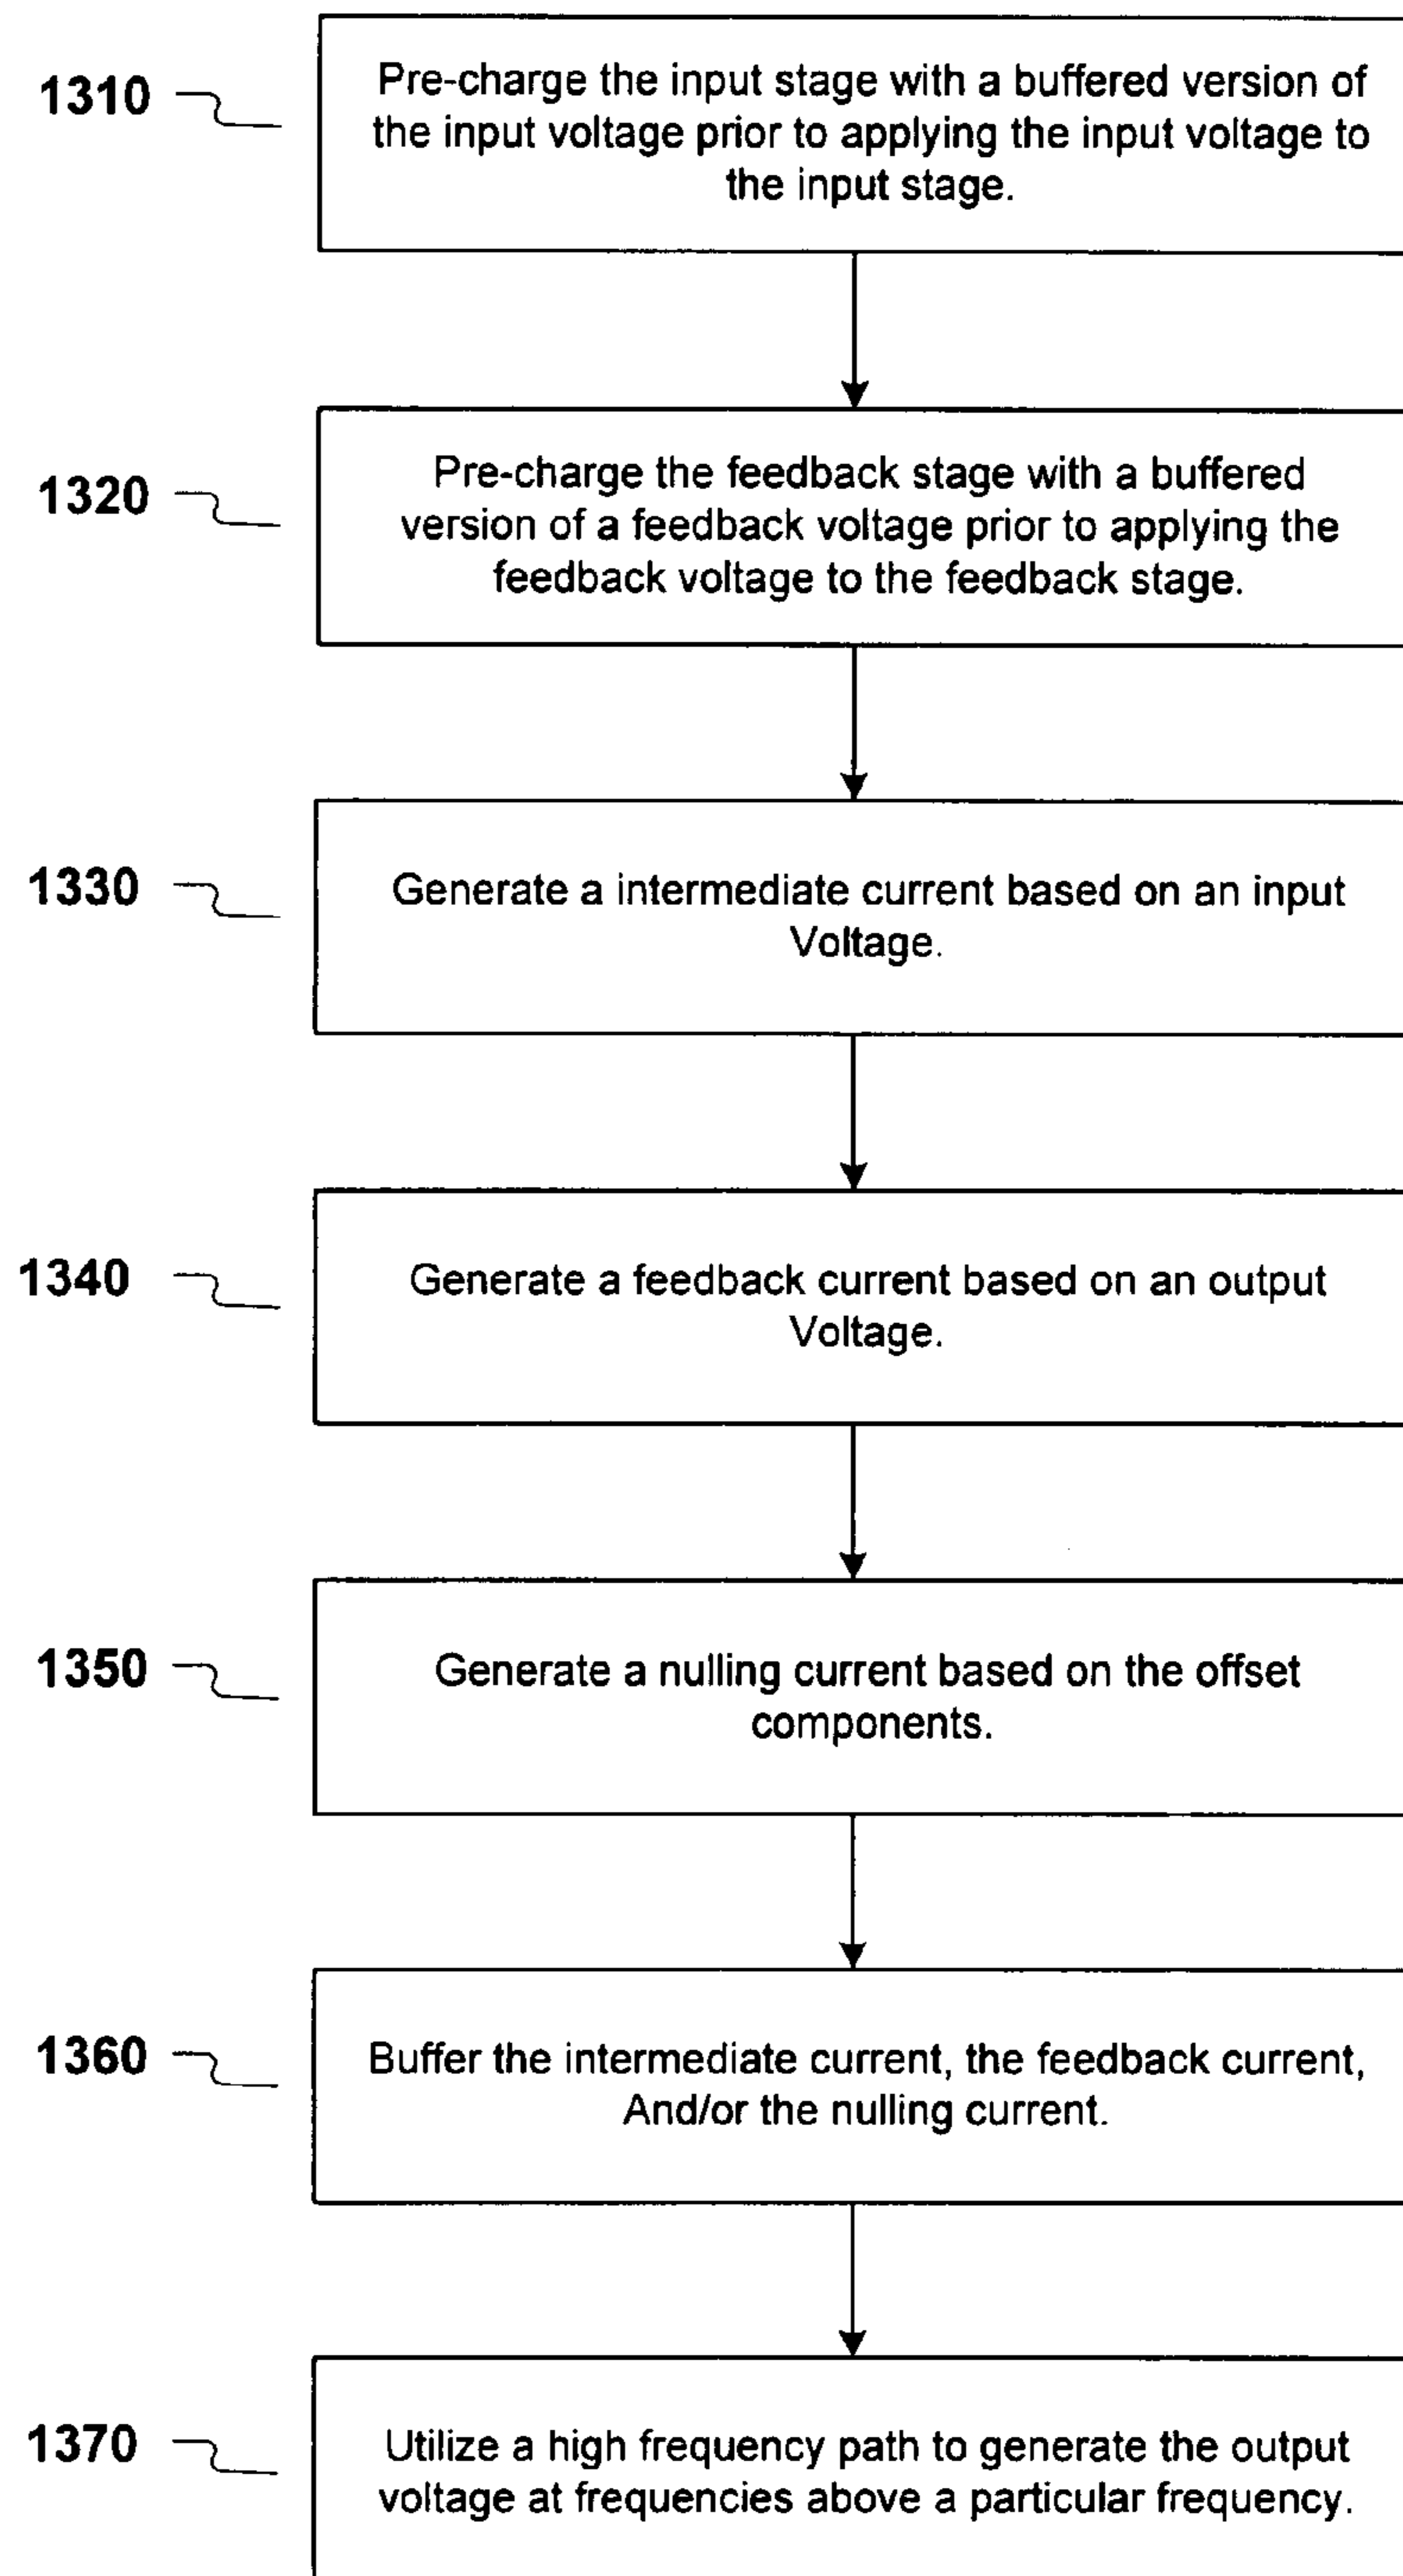 1310
Pre-charge the input stage with a buffered version of
the input voltage prior to applying the input voltage to
the input stage.
1320
Pre-charge the feedback stage with a buffered
version of a feedback voltage prior to applying the
feedback voltage to the feedback stage.
1330
Generate a intermediate current based on an input
Voltage.
1340
Generate a feedback current based on an output
Voltage.
1350
Generate a nulling current based on the offset
components.
1360
Buffer the intermediate current, the feedback current,
And/or the nulling current.
1370
Utilize a high frequency path to generate the output
voltage at frequencies above a particular frequency.